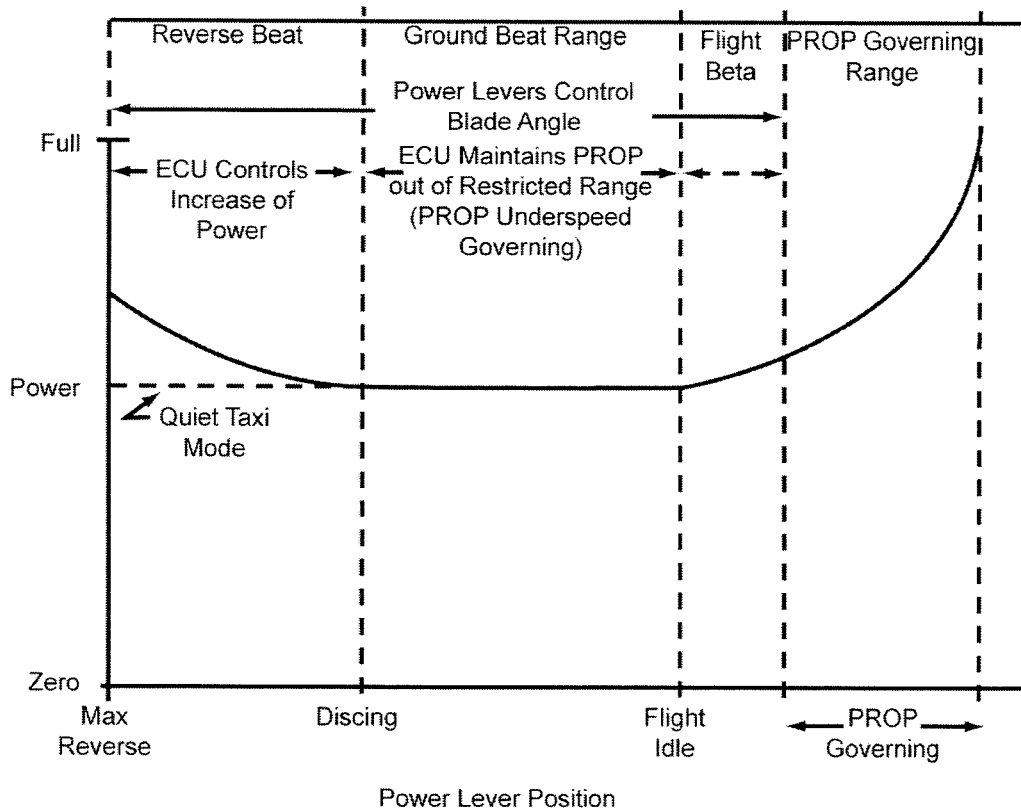 Reverse Beat
Ground Beat Range
Flight
Beta
PROP Governing
Range
Power Levers Control
Blade Angle
Full
ECU Controls
Increase of
Power
ECU Maintains PROP
out of Restricted Range
(PROP Underspeed
Governing)
Power
Quiet Taxi
Mode
Zero
Max
Reverse
Discing
Flight
Idle
PROP
Governing
Power Lever Position